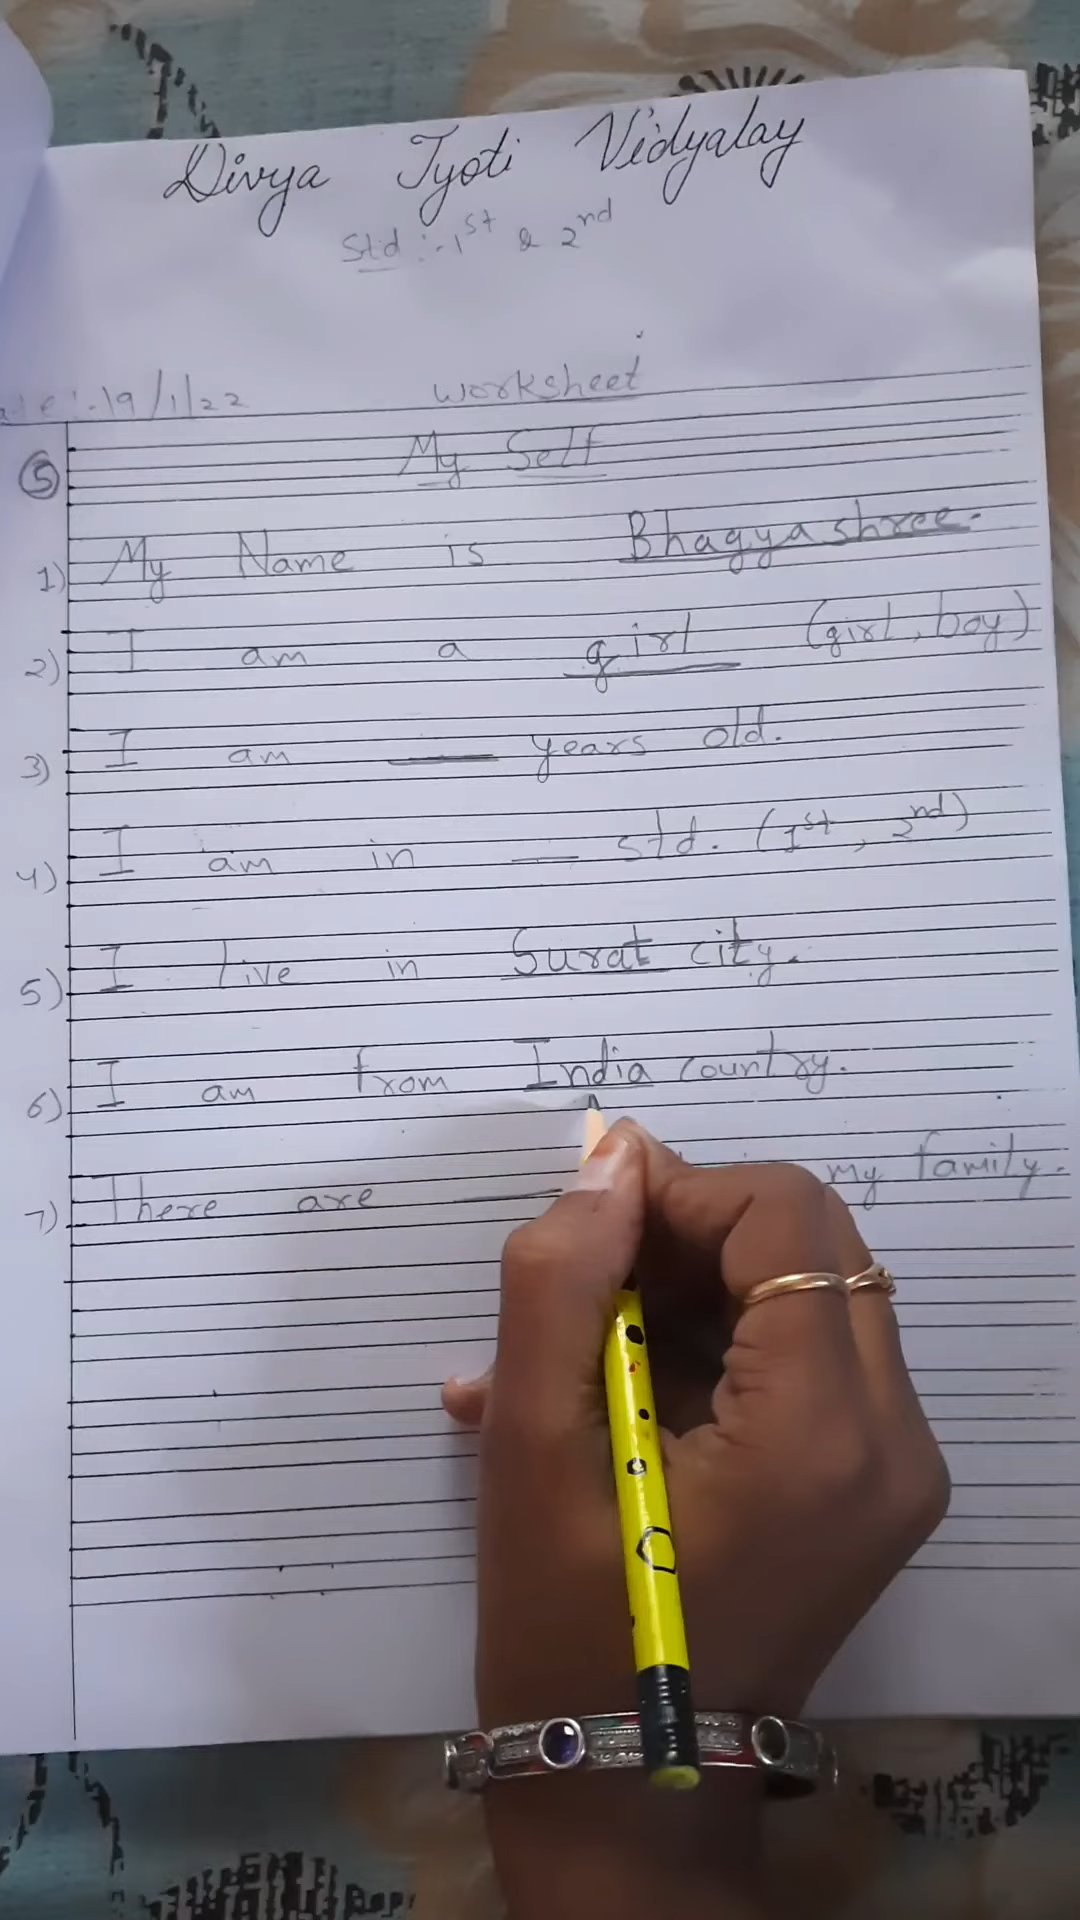 Divya Jyoti Vidyalay
Std :- 1st & 2nd
Worksheet
:-19/1/22
5 My Self
1) My Name is Bhagyashree.
2) I am a girl (girl, boy)
3) I am ___ years old.
4) I am in ___ std. (1st, 2nd)
5) I live in Surat city.
6) I am from India country.
7) There are ___ my family.